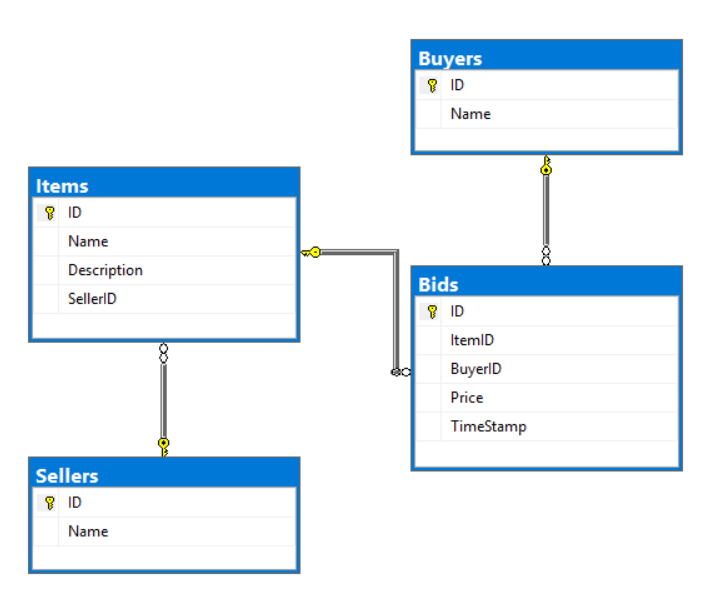 Buyers
ID
Name
Items
ID
Name
Description
SellerID
Bids
ID
ItemID
BuyerID
Price
TimeStamp
Sellers
ID
Name